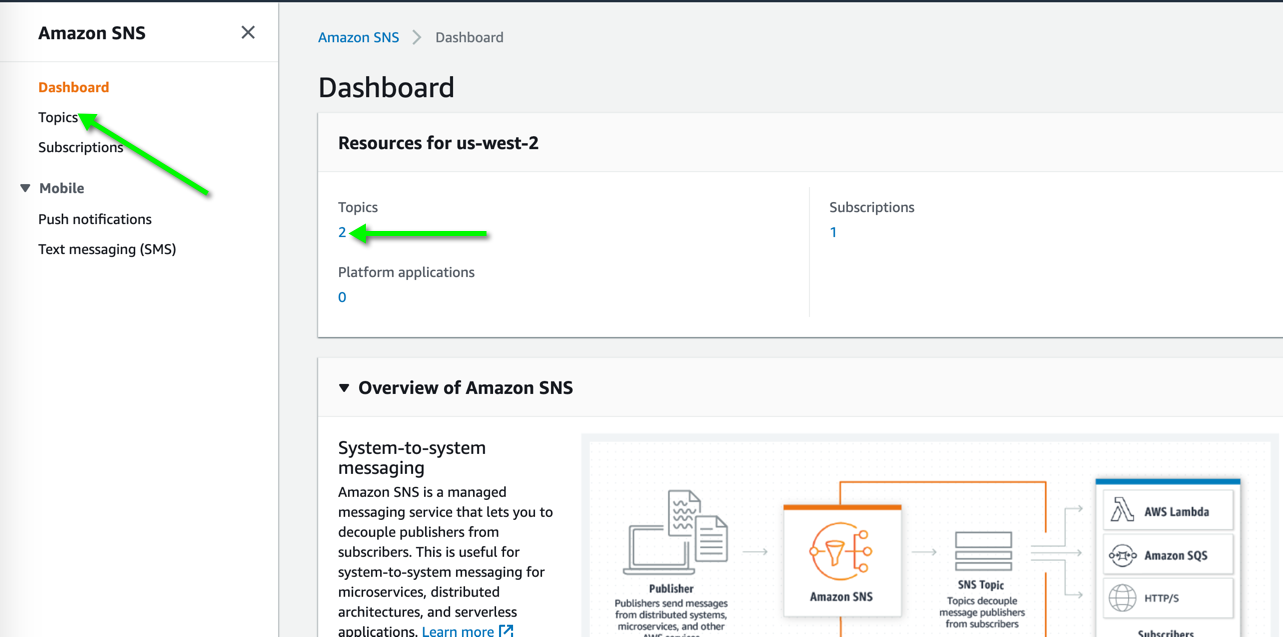 Amazon SNS
Dashboard
Topics
Subscriptions
Mobile
Push notifications
Text messaging (SMS)
Amazon SNS > Dashboard
Dashboard
Resources for us-west-2
Topics
2
Platform applications
0
Subscriptions
1
Overview of Amazon SNS
System-to-system
messaging
Amazon SNS is a managed
messaging service that lets you to
decouple publishers from
subscribers. This is useful for
system-to-system messaging for
microservices, distributed
architectures, and serverless
applications. Learn more
Publisher
Publishers send messages
from distributed systems,
microservices, and other
AWS services
Amazon SNS
SNS Topic
Topics decouple
message publishers
from subscribers
AWS Lambda
Amazon SQS
HTTP/S
Subscribers